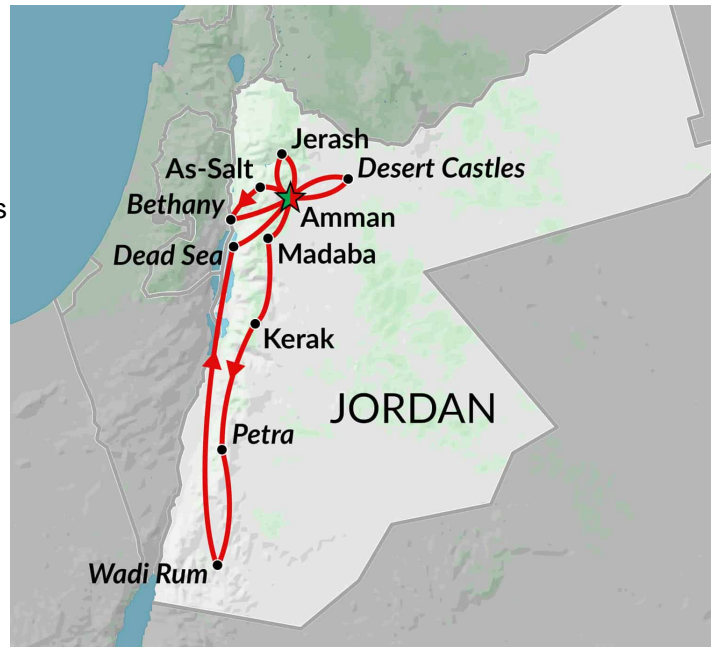 Jerash
As-Salt
Desert Castles
Bethany
Amman
Dead Sea
Madaba
Kerak
JORDAN
Petra
Wadi Rum
s